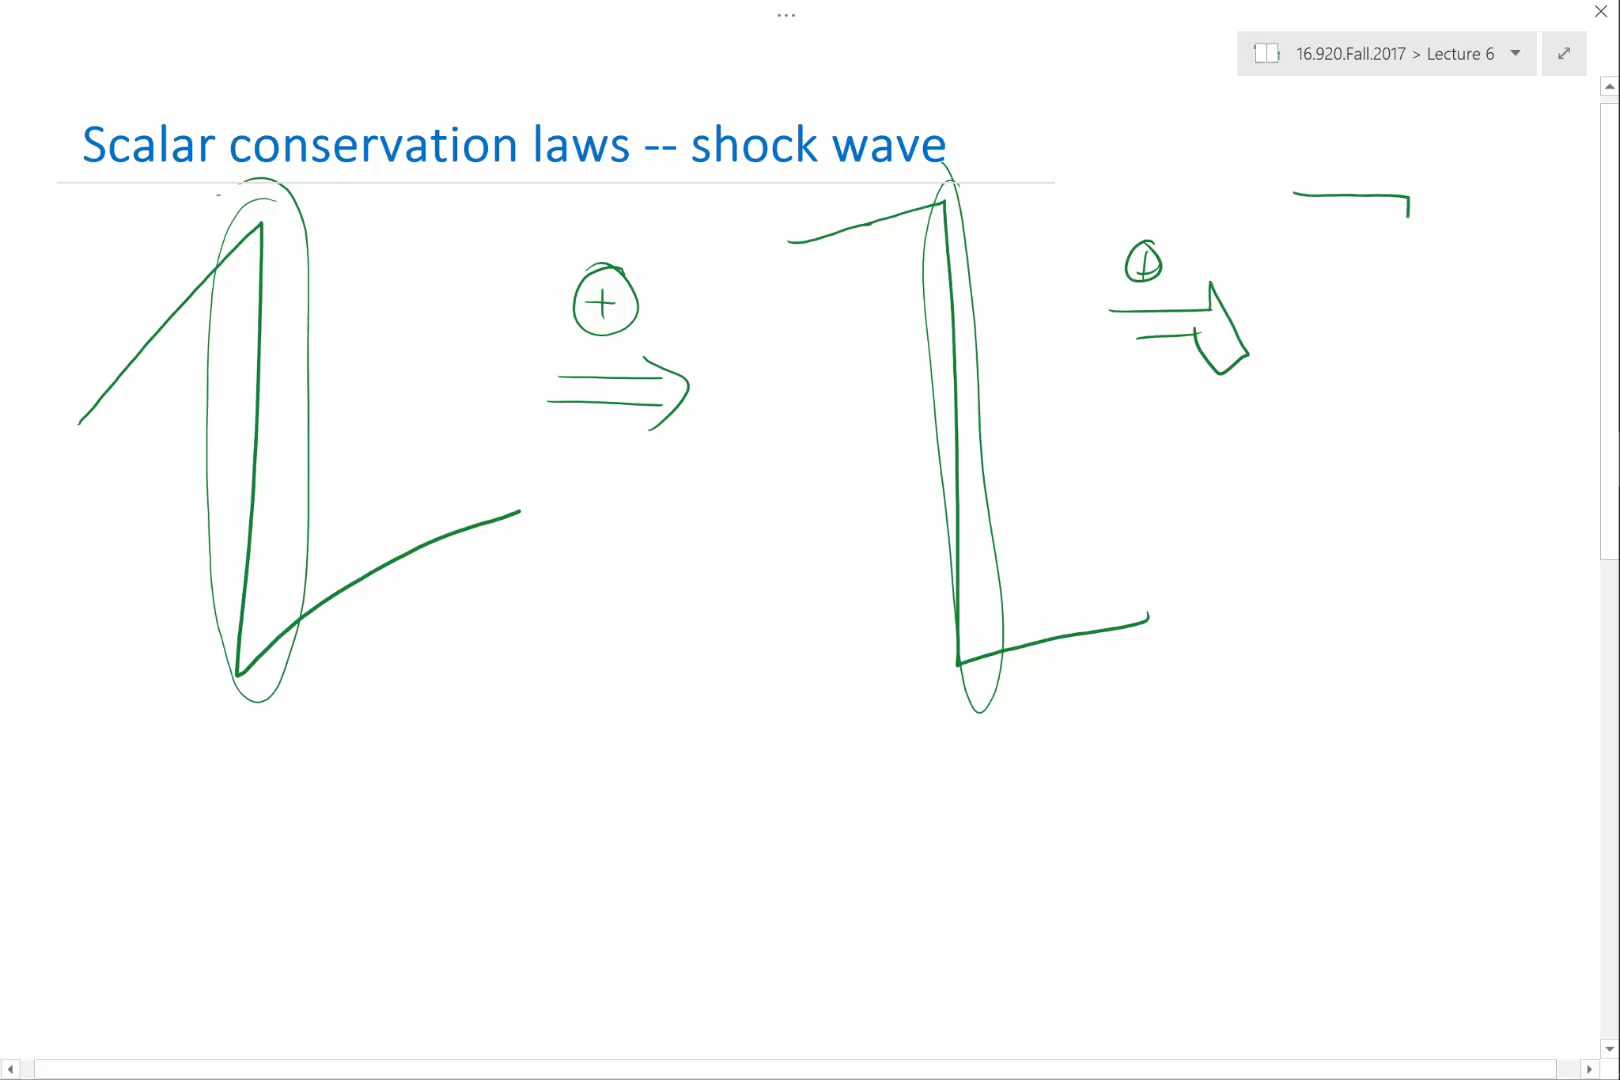 16.920.Fall.2017 > Lecture 6
Scalar conservation laws -- shock wave
+